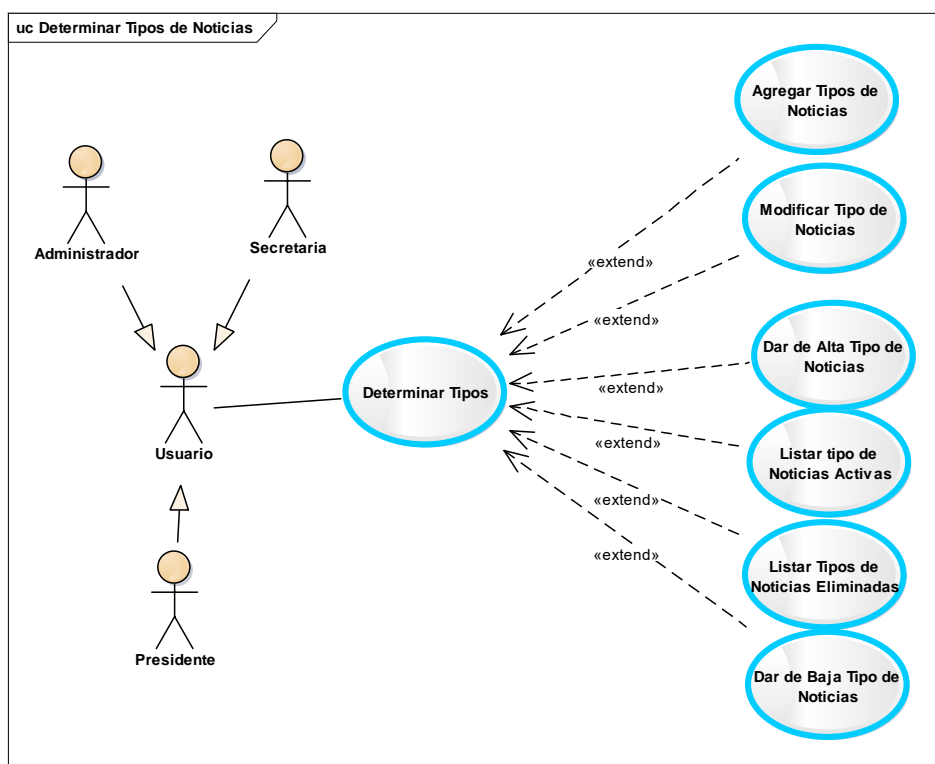 uc Determinar Tipos de Noticias
Agregar Tipos de
Noticias
Modificar Tipo de
Noticias
Administrador
Secretaria
«extend»
«extend»
Dar de Alta Tipo de
Noticias
«extend»
Determinar Tipos
Usuario
«extend»
Listar tipo de
Noticias Activas
«extend»
«extend»
Listar Tipos de
Noticias Eliminadas
Presidente
Dar de Baja Tipo de
Noticias